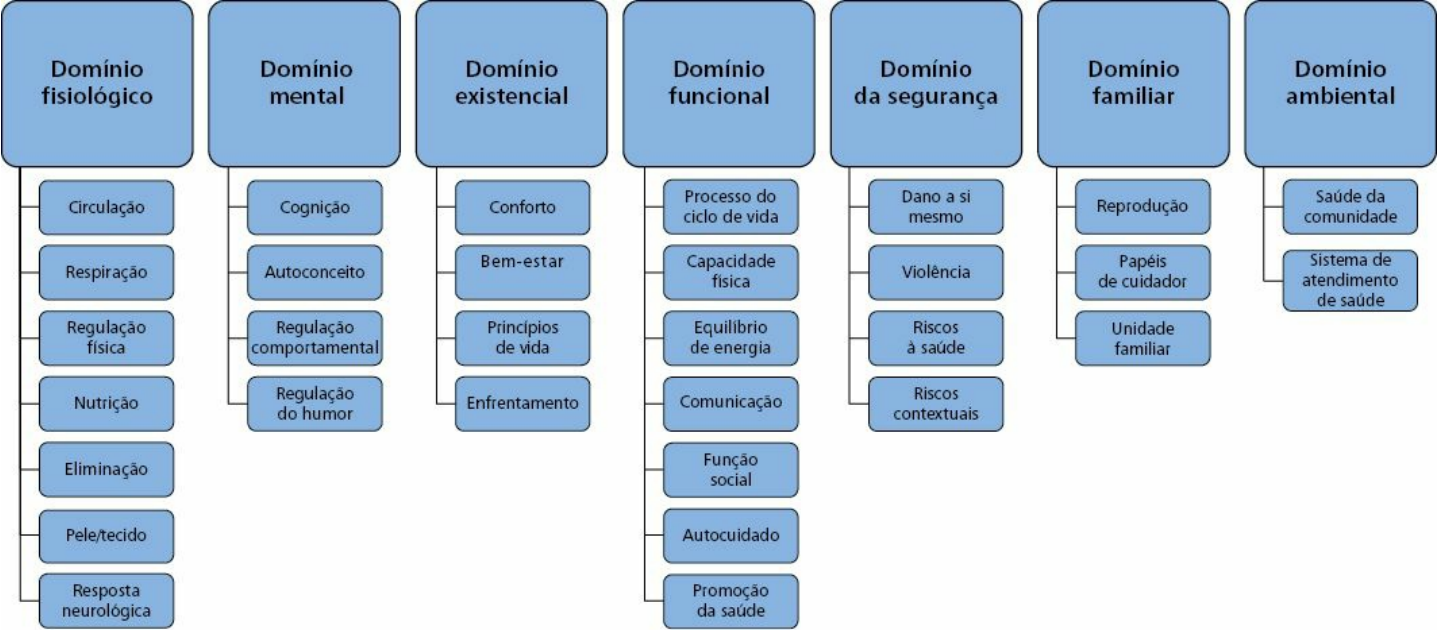 Domínio
fisiológico
Circulação
Respiração
Regulação
física
Nutrição
Eliminação
Pele/tecido
Resposta
neurológica
Domínio
mental
Cognição
Autoconceito
Regulação
comportamental
Regulação
do humor
Domínio
existencial
Conforto
Bem-estar
Princípios
de vida
Enfrentamento
Domínio
funcional
Processo do
ciclo de vida
Capacidade
física
Equilíbrio
de energia
Comunicação
Função
social
Autocuidado
Promoção
da saúde
Domínio
da segurança
Dano a si
mesmo
Violência
Riscos
à saúde
Riscos
contextuais
Domínio
familiar
Reprodução
Papéis
de cuidador
Unidade
familiar
Domínio
ambiental
Saúde da
comunidade
Sistema de
atendimento
de saúde